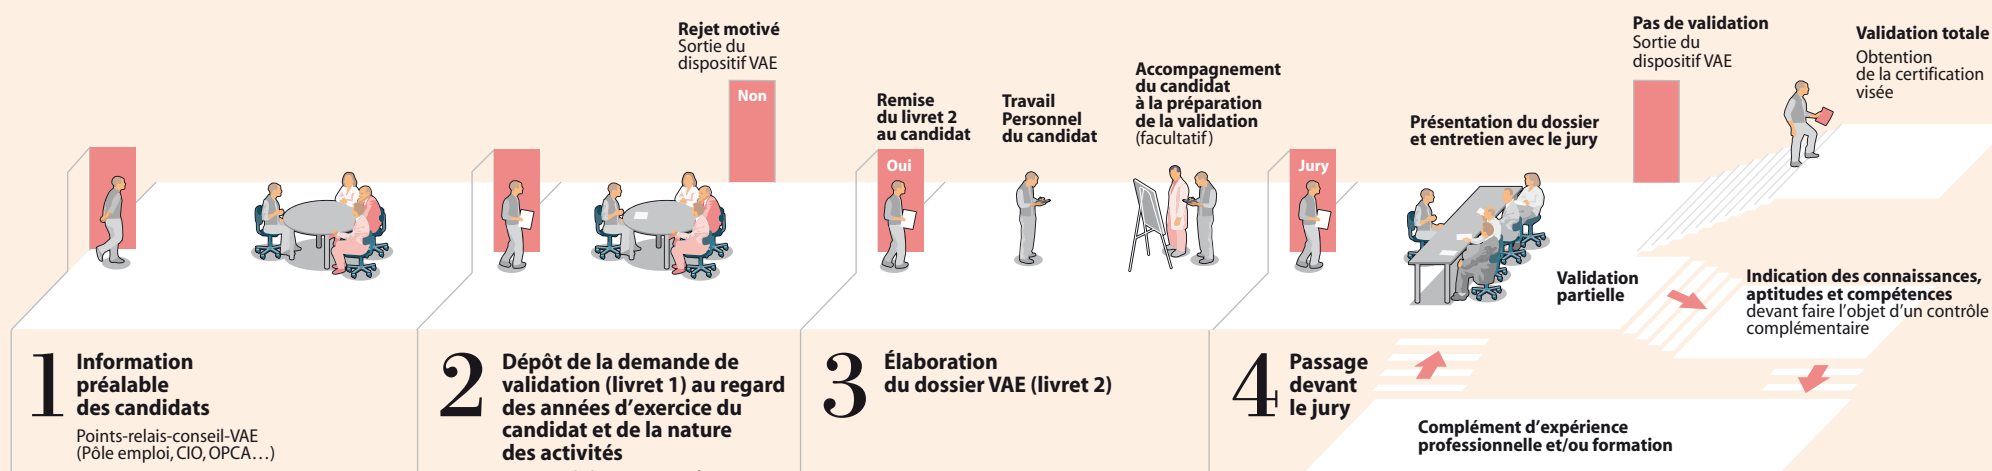 Rejet motivé
Sortie du
dispositif VAE
Non
Remise
du livret 2
au candidat
Oui
Travail
Personnel
du candidat
Accompagnement
du candidat
à la préparation
de la validation
(facultatif)
Jury
Présentation du dossier
et entretien avec le jury
Pas de validation
Sortie du
dispositif VAE
Validation totale
Obtention
de la certification
visée
Validation
partielle
Indication des connaissances,
aptitudes et compétences
devant faire l'objet d'un contrôle
complémentaire
1
Information
préalable
des candidats
Points-relais-conseil-VAE
(Pôle emploi, CIO, OPCA…)
2
Dépôt de la demande de
validation (livret 1) au regard
des années d'exercice du
candidat et de la nature
des activités
3
Élaboration
du dossier VAE (livret 2)
4
Passage
devant
le jury
Complément d'expérience
professionnelle et/ou formation